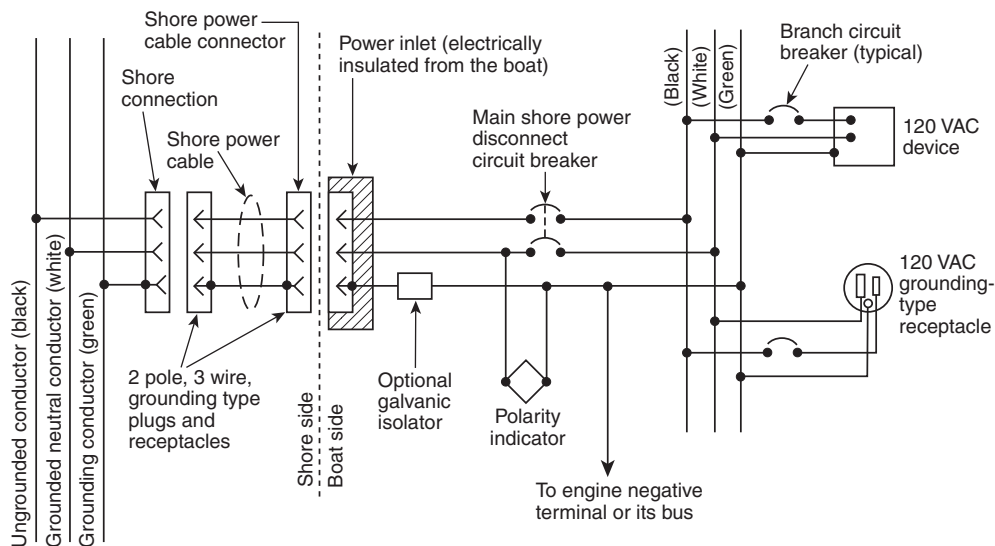 Shore power
cable connector
Power inlet (electrically
insulated from the boat)
Branch circuit
breaker (typical)
Shore
connection
Shore power
cable
Main shore power
disconnect
circuit breaker
(Black)
(White)
(Green)
120 VAC
device
120 VAC
grounding-
type
receptacle
Ungrounded conductor (black)
Grounded neutral conductor (white)
Grounding conductor (green)
2 pole, 3 wire,
grounding type
plugs and
receptacles
Shore side
Boat side
Optional
galvanic
isolator
Polarity
indicator
To engine negative
terminal or its bus